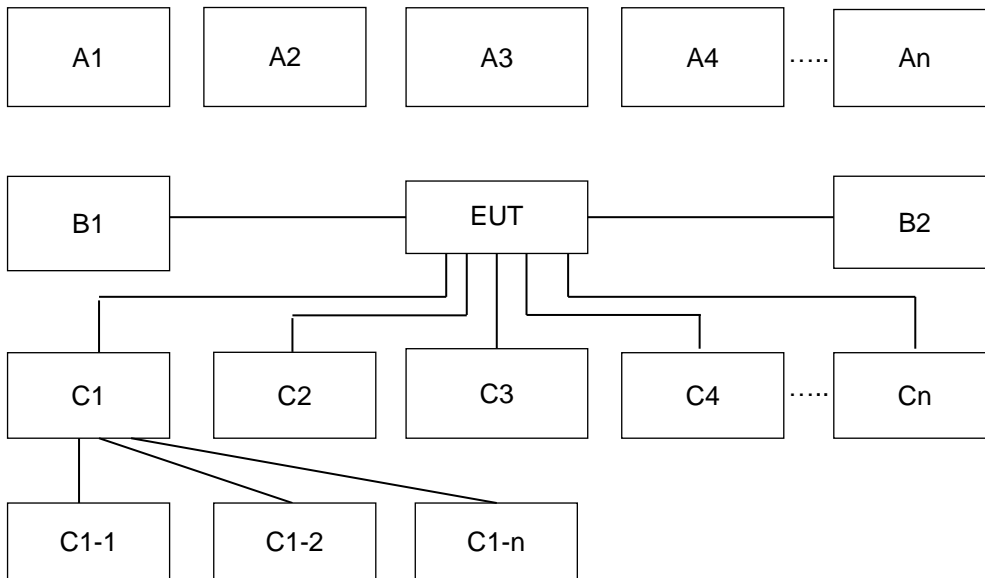 A1 A2 A3 A4 ..... An
B1 EUT B2
C1 C2 C3 C4 ..... Cn
C1-1 C1-2 C1-n